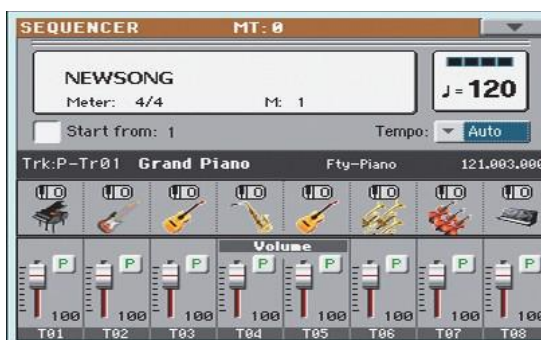 SEQUENCER MT: 0
NEWSONG
Meter: 4/4 M: 1
♩ = 120
Start from: 1 Tempo: Auto
Trk:P-Tr01 Grand Piano Fty-Piano 121.003.000
Volume
P P P P P P P P
100 100 100 100 100 100 100 100
T01 T02 T03 T04 T05 T06 T07 T08